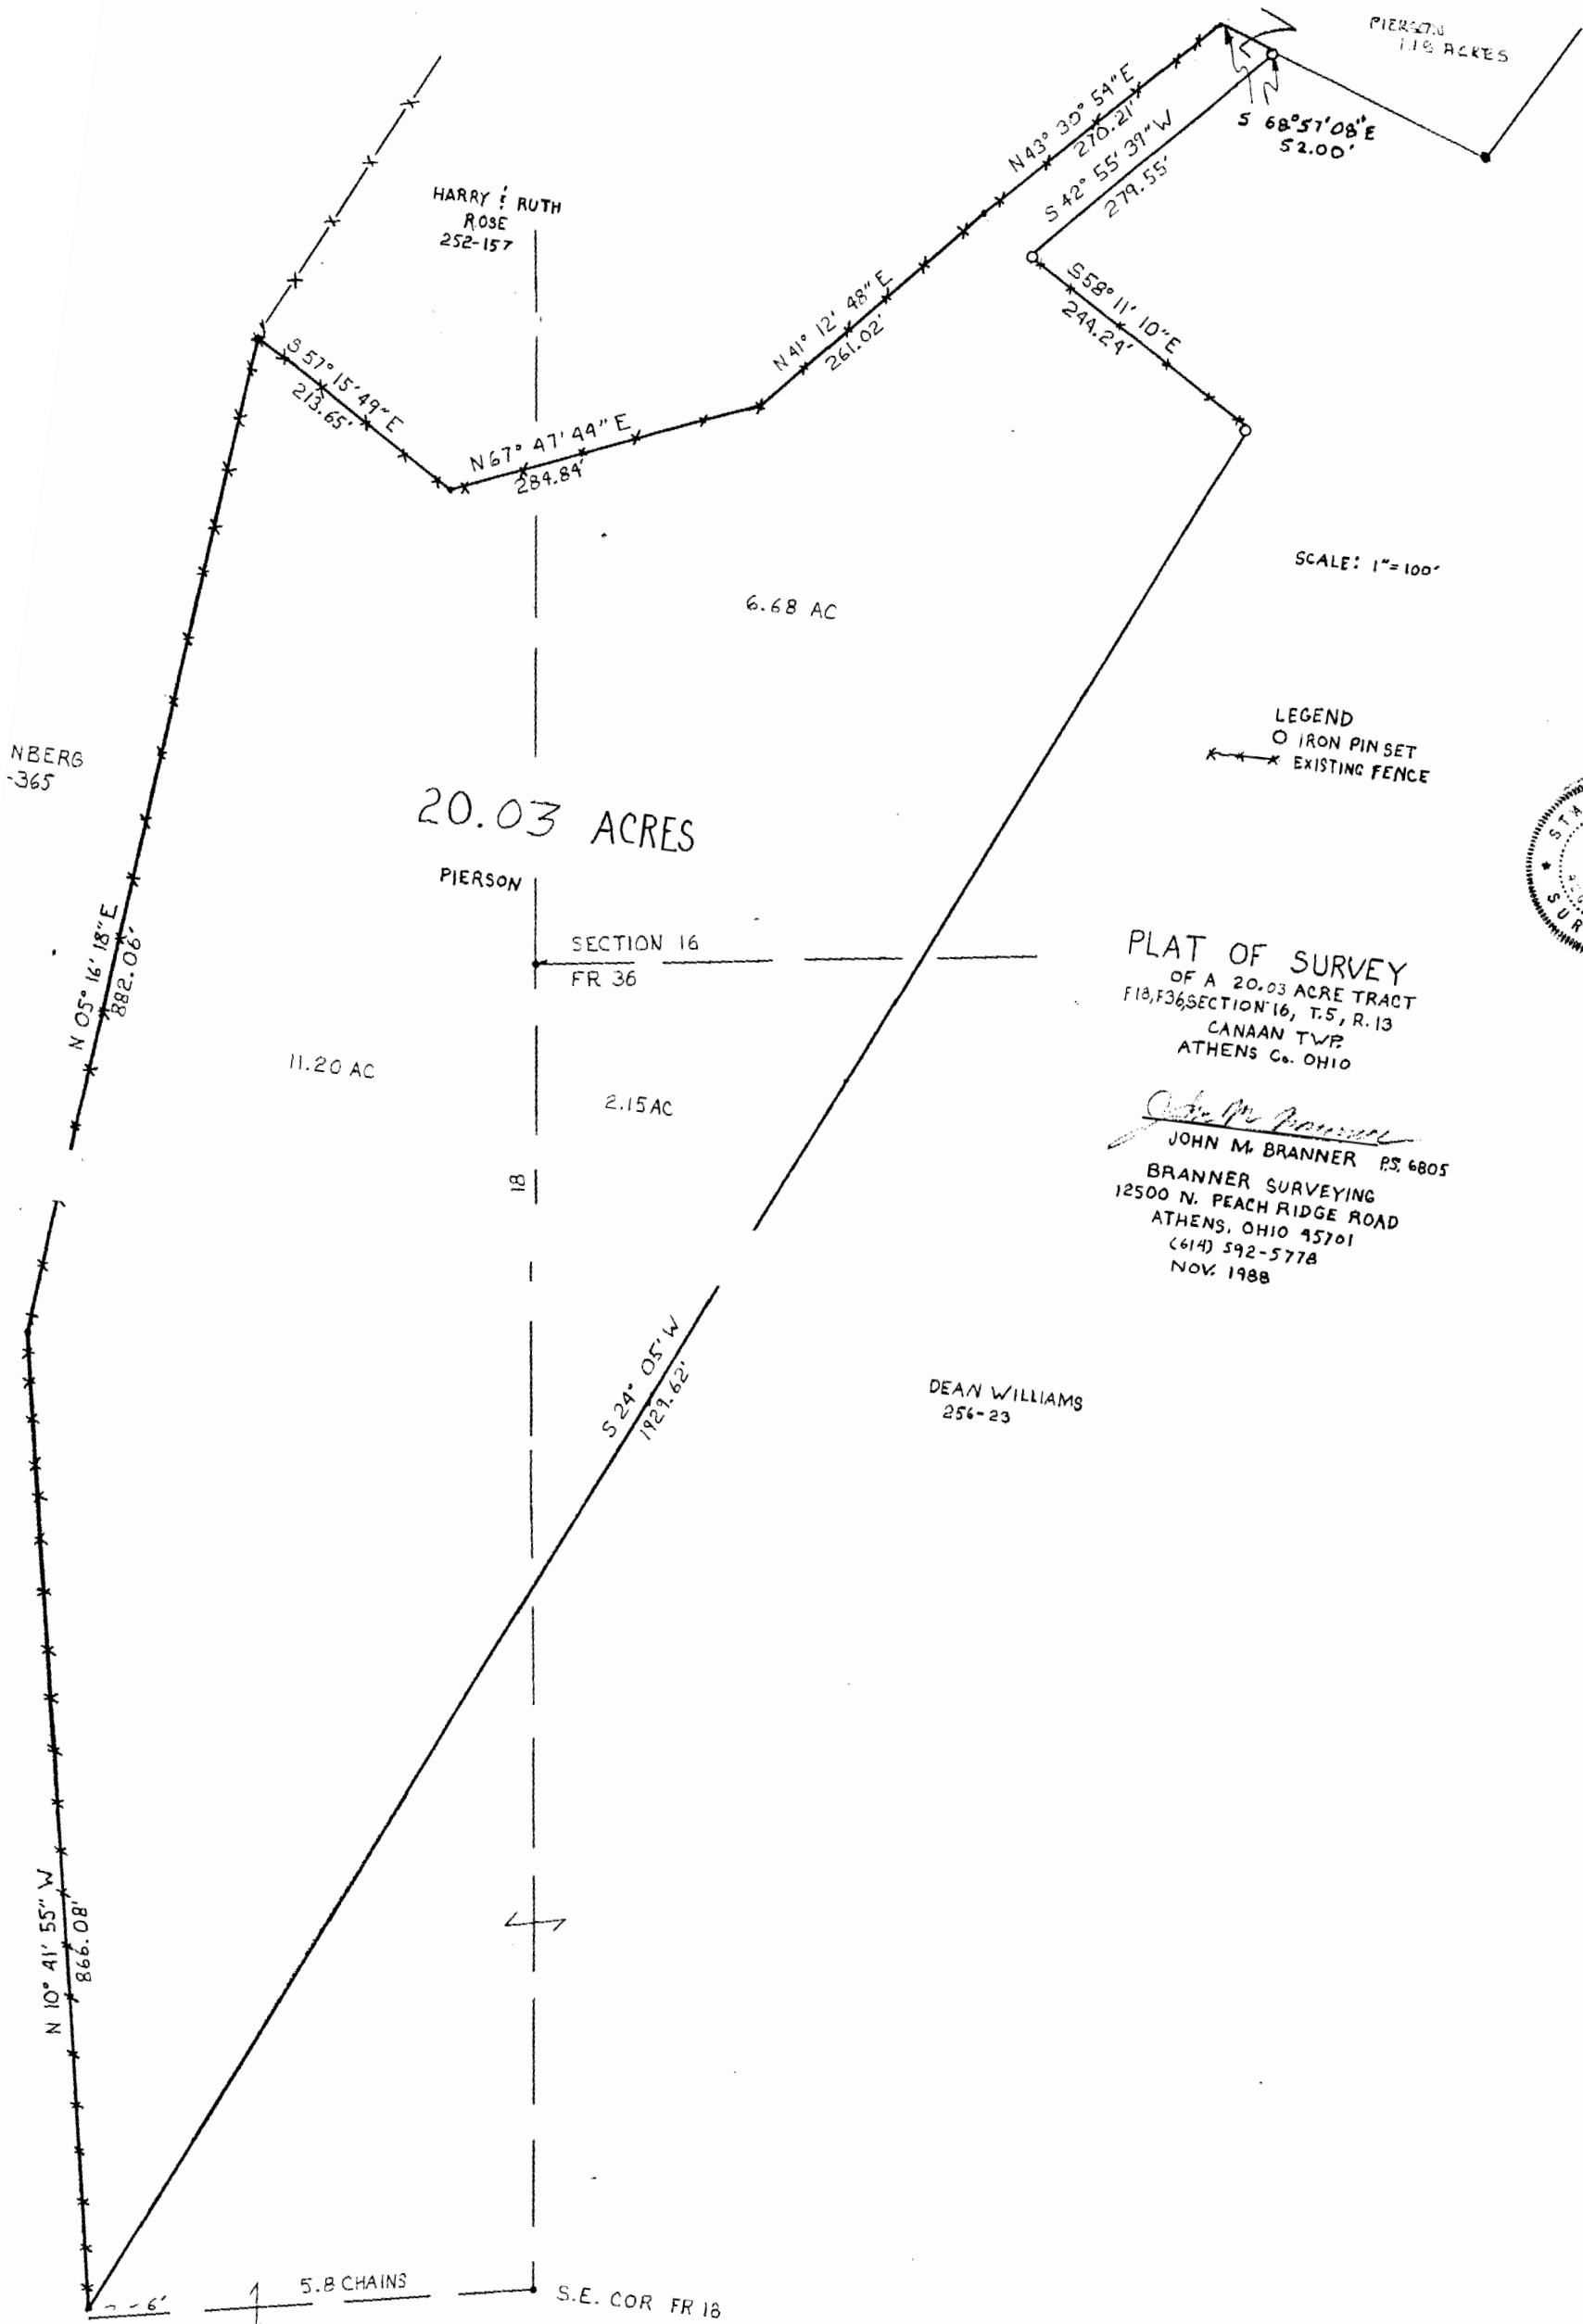 PIERSON
1.18 ACRES
S 68°57'08"E
52.00'
N43° 30' 54"E
270.21'
S 42° 55' 39"W
279.55'
HARRY & RUTH
ROSE
252-157
S58° 11' 10"E
244.24'
N41° 12' 48"E
261.02'
S 57° 15' 49"E
213.65'
N67° 47' 44" E
284.84'
SCALE: 1"=100'
6.68 AC
LEGEND
O IRON PIN SET
x-x-x EXISTING FENCE
NBERG
-365
20.03 ACRES
PIERSON
STA
SUR
N 05° 16' 18"E
882.06'
SECTION 16
FR 36
PLAT OF SURVEY
OF A 20.03 ACRE TRACT
F18,F36,SECTION 16, T.5, R.13
CANAAN TWP.
ATHENS Co. OHIO
11.20 AC
2.15 AC
John M Branner
JOHN M. BRANNER P.S. 6805
BRANNER SURVEYING
12500 N. PEACH RIDGE ROAD
ATHENS, OHIO 45701
(614) 592-5778
NOV. 1988
18
S 24° 05' W
1929.62'
DEAN WILLIAMS
256-23
N 10° 41' 55" W
866.08'
6'
5.8 CHAINS
S.E. COR FR 18